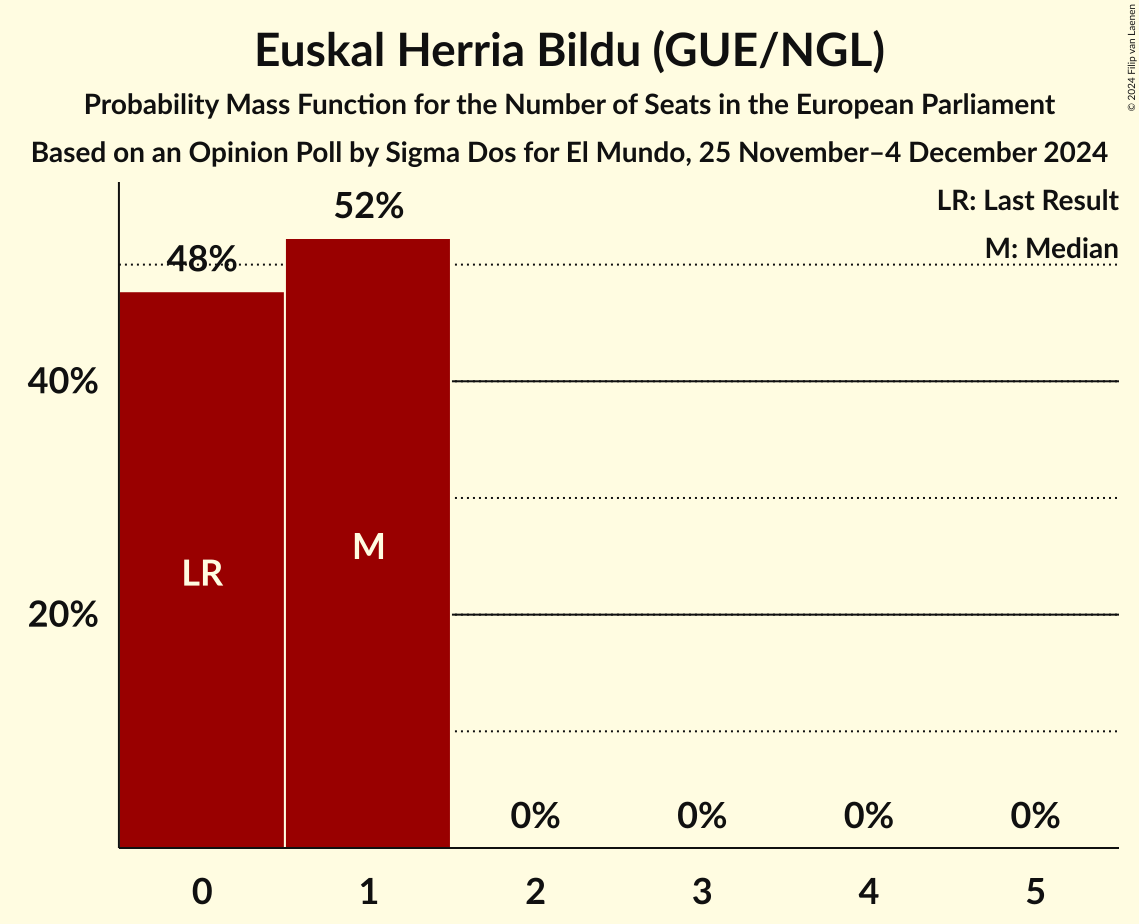 Euskal Herria Bildu (GUE/NGL)
Probability Mass Function for the Number of Seats in the European Parliament
Based on an Opinion Poll by Sigma Dos for El Mundo, 25 November–4 December 2024
© 2024 Filip van Laenen
LR: Last Result
M: Median
52%
48%
40%
20%
LR
M
0%
0%
0%
0%
0
1
2
3
4
5